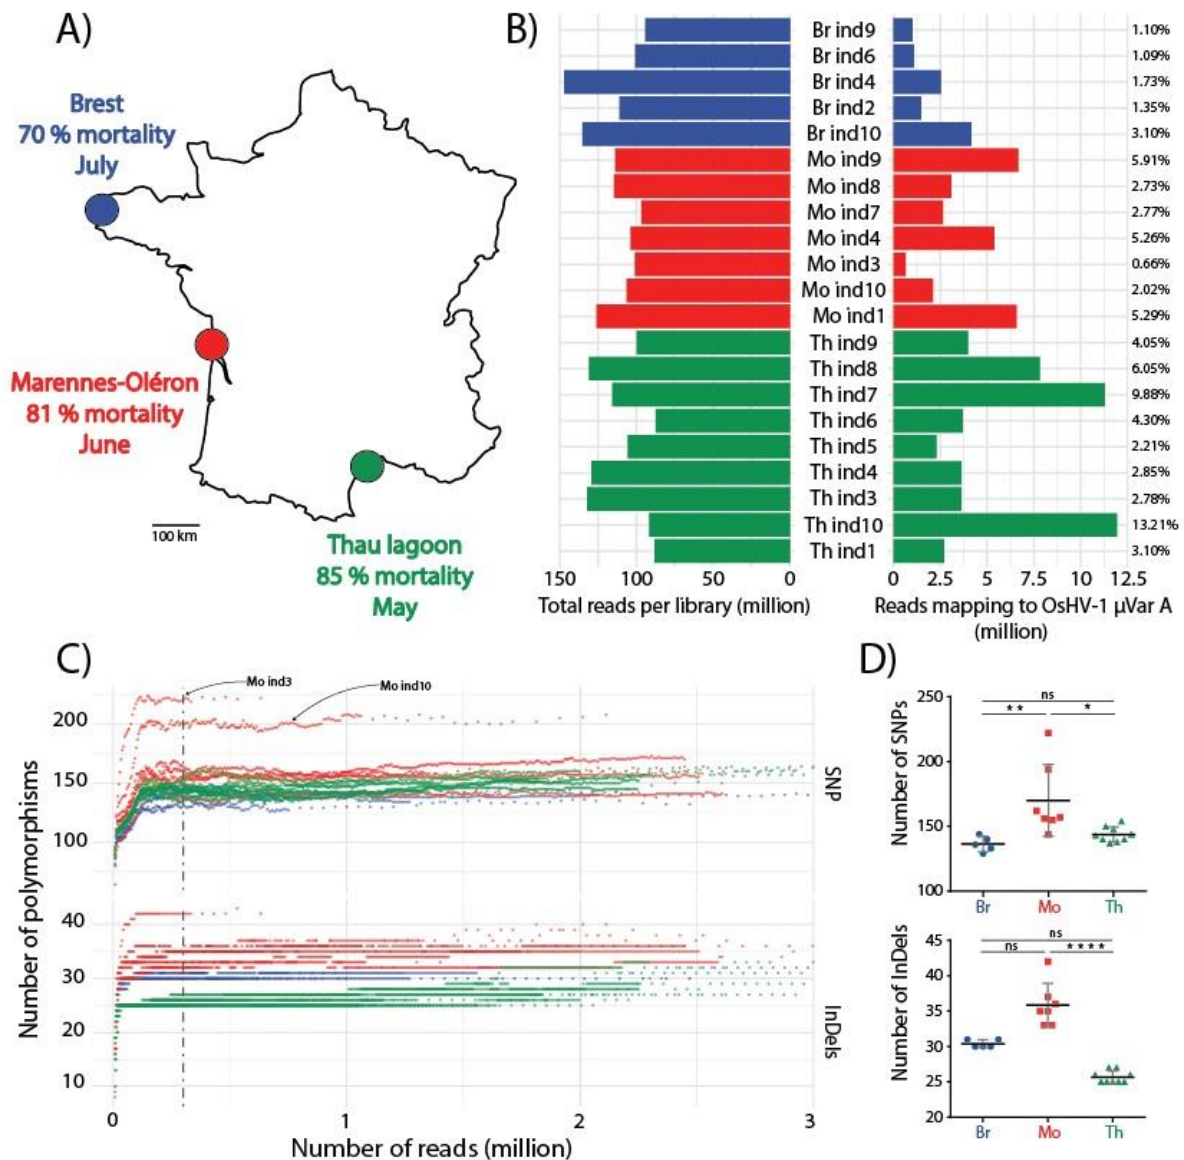 A)
Brest
70 % mortality
July
Marennes-Oléron
81 % mortality
June
Thau lagoon
85 % mortality
May
100 km
B)
Br ind9 1.10%
Br ind6 1.09%
Br ind4 1.73%
Br ind2 1.35%
Br ind10 3.10%
Mo ind9 5.91%
Mo ind8 2.73%
Mo ind7 2.77%
Mo ind4 5.26%
Mo ind3 0.66%
Mo ind10 2.02%
Mo ind1 5.29%
Th ind9 4.05%
Th ind8 6.05%
Th ind7 9.88%
Th ind6 4.30%
Th ind5 2.21%
Th ind4 2.85%
Th ind3 2.78%
Th ind10 13.21%
Th ind1 3.10%
150 100 50 0 0 2.5 5 7.5 10 12.5
Total reads per library (million)
Reads mapping to OsHV-1 µVar A
(million)
C)
Mo ind3
Mo ind10
Number of polymorphisms
200
150
100
SNP
40
30
20
10
InDels
0 1 2 3
Number of reads (million)
D)
Number of SNPs
250
200
150
100
ns
** *
Br Mo Th
Number of InDels
45
40
35
30
25
20
ns
ns ****
Br Mo Th